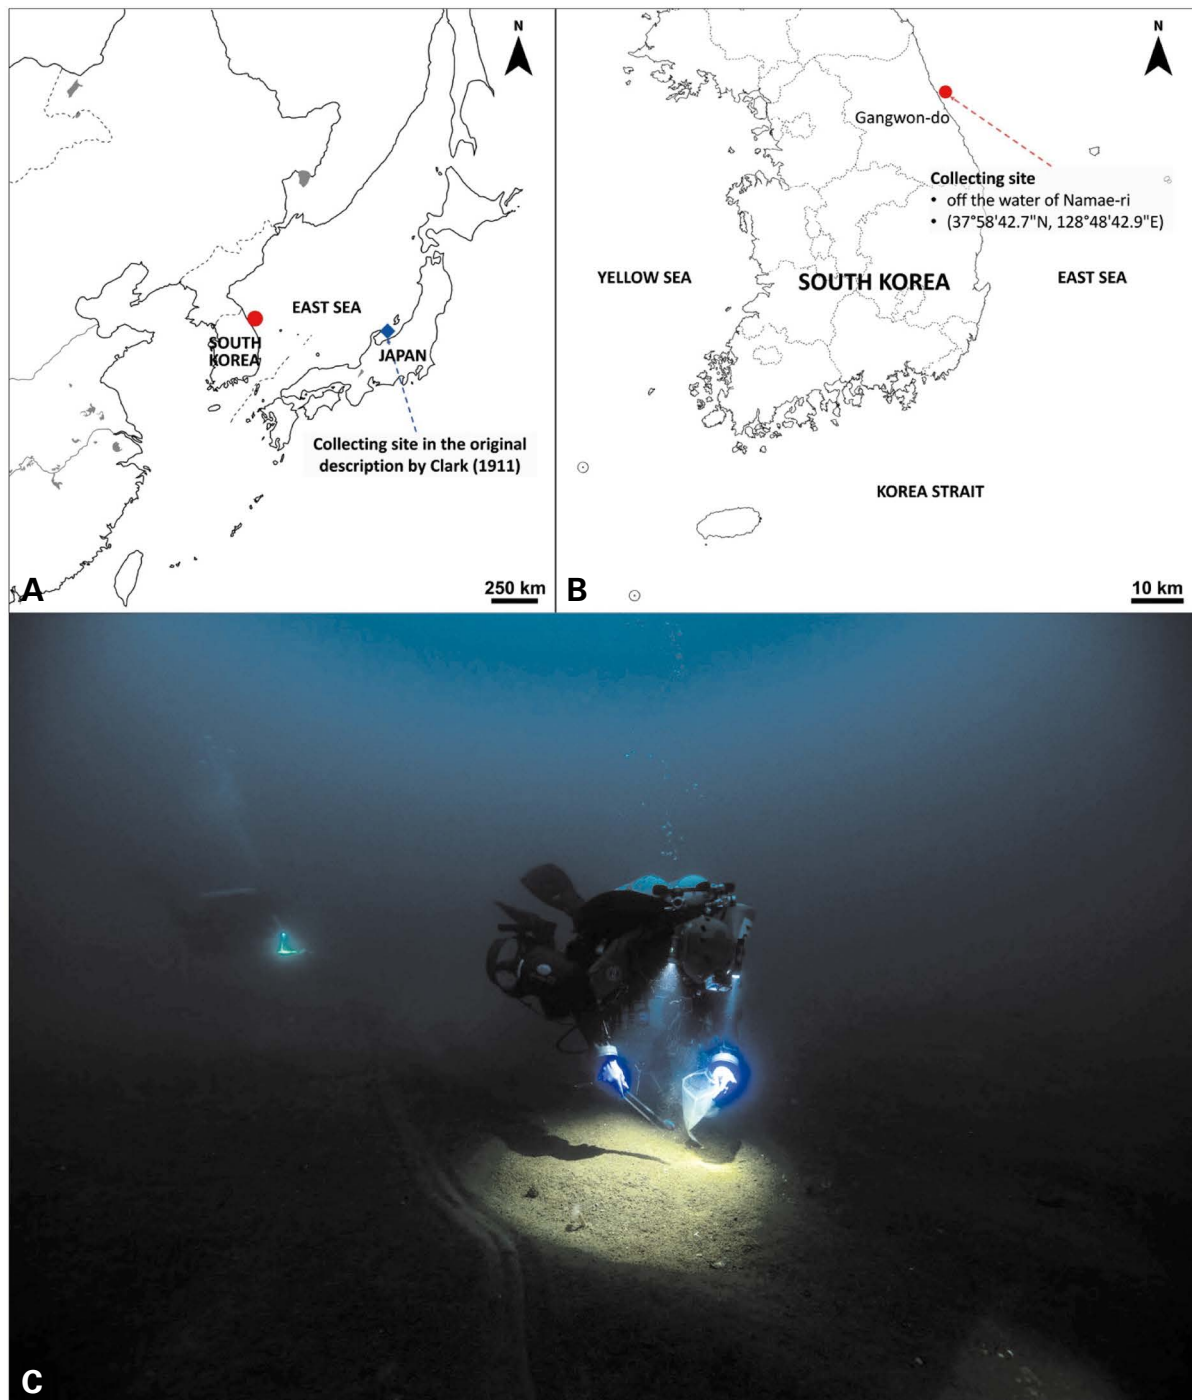 N
EAST SEA
SOUTH
KOREA
JAPAN
Collecting site in the original
description by Clark (1911)
A
250 km
N
Gangwon-do
Collecting site
• off the water of Namae-ri
• (37°58'42.7"N, 128°48'42.9"E)
YELLOW SEA
SOUTH KOREA
EAST SEA
KOREA STRAIT
B
10 km
C